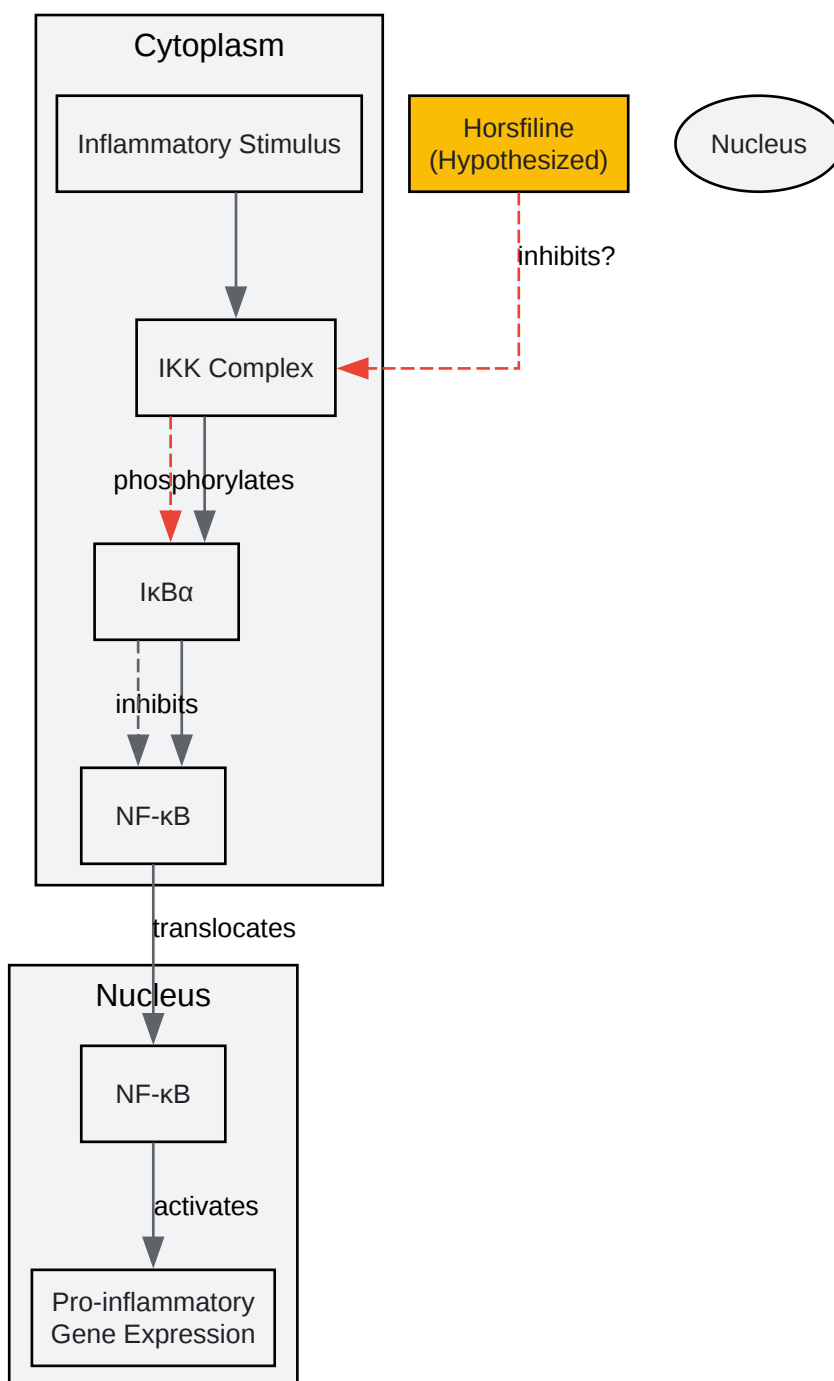 Cytoplasm
Inflammatory Stimulus
Horsfiline
(Hypothesized)
Nucleus
inhibits?
IKK Complex
phosphorylates
IκBα
inhibits
NF-κB
translocates
Nucleus
NF-κB
activates
Pro-inflammatory
Gene Expression